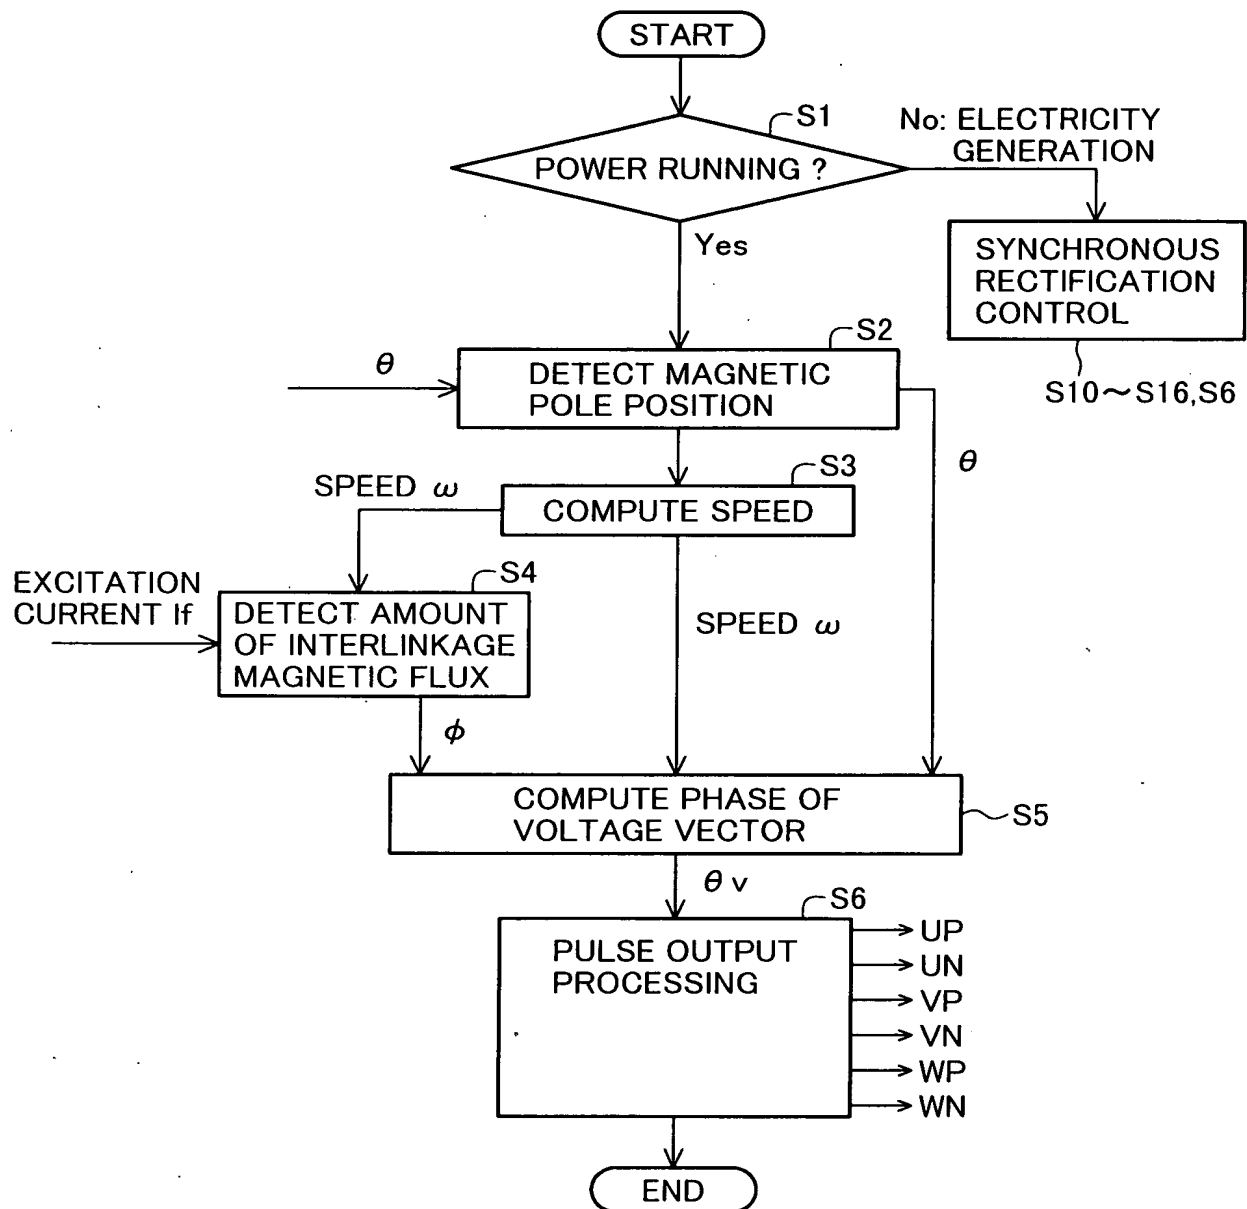 START
S1
No: ELECTRICITY
GENERATION
POWER RUNNING ?
Yes
SYNCHRONOUS
RECTIFICATION
CONTROL
S10～S16,S6
S2
θ
DETECT MAGNETIC
POLE POSITION
θ
S3
SPEED ω
COMPUTE SPEED
S4
EXCITATION
CURRENT If
DETECT AMOUNT
OF INTERLINKAGE
MAGNETIC FLUX
SPEED ω
ϕ
COMPUTE PHASE OF
VOLTAGE VECTOR
S5
θ v
S6
PULSE OUTPUT
PROCESSING
UP
UN
VP
VN
WP
WN
END